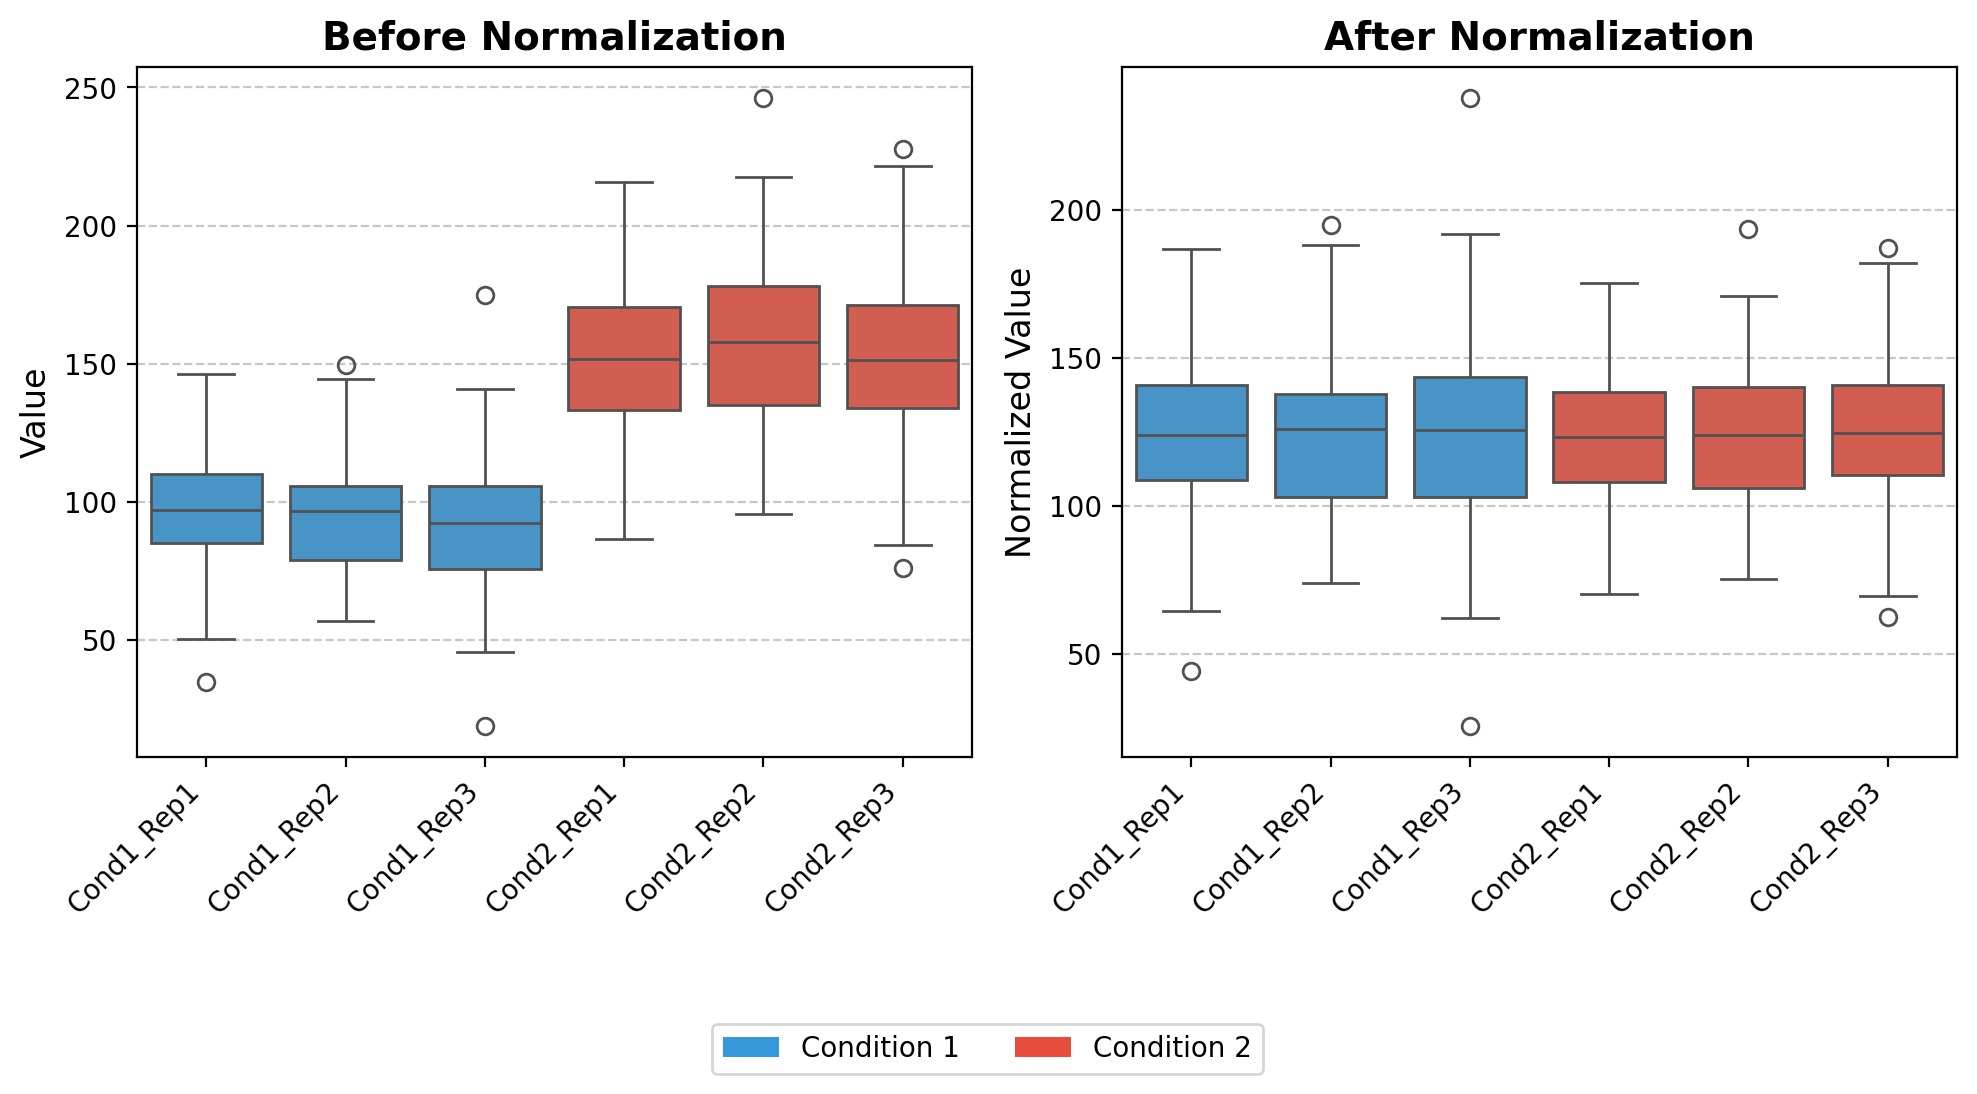 Before Normalization
Value
250
200
150
100
50
Cond1_Rep1
Cond1_Rep2
Cond1_Rep3
Cond2_Rep1
Cond2_Rep2
Cond2_Rep3
After Normalization
Normalized Value
200
150
100
50
Cond1_Rep1
Cond1_Rep2
Cond1_Rep3
Cond2_Rep1
Cond2_Rep2
Cond2_Rep3
Condition 1
Condition 2